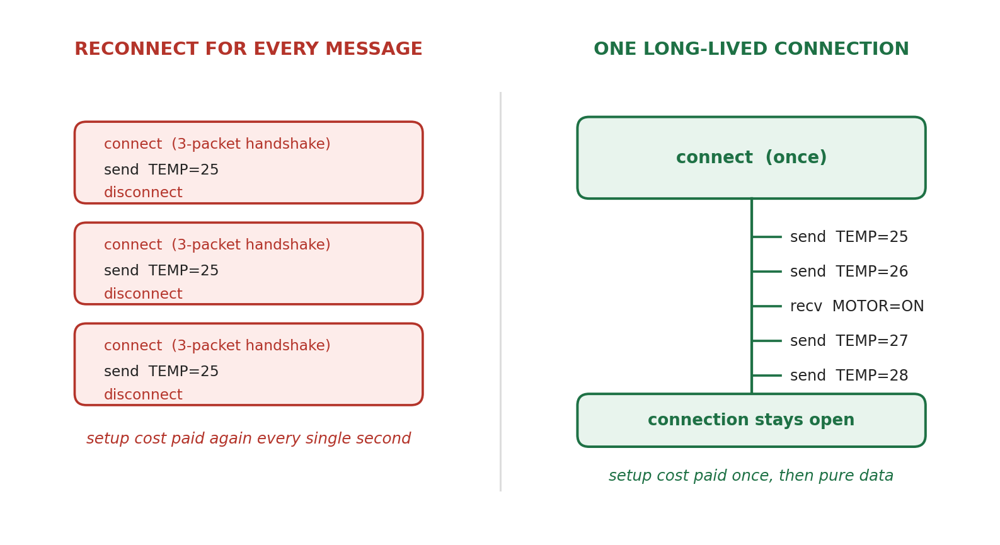 RECONNECT FOR EVERY MESSAGE
connect (3-packet handshake)
send TEMP=25
disconnect
connect (3-packet handshake)
send TEMP=25
disconnect
connect (3-packet handshake)
send TEMP=25
disconnect
setup cost paid again every single second
ONE LONG-LIVED CONNECTION
connect (once)
send TEMP=25
send TEMP=26
recv MOTOR=ON
send TEMP=27
send TEMP=28
connection stays open
setup cost paid once, then pure data